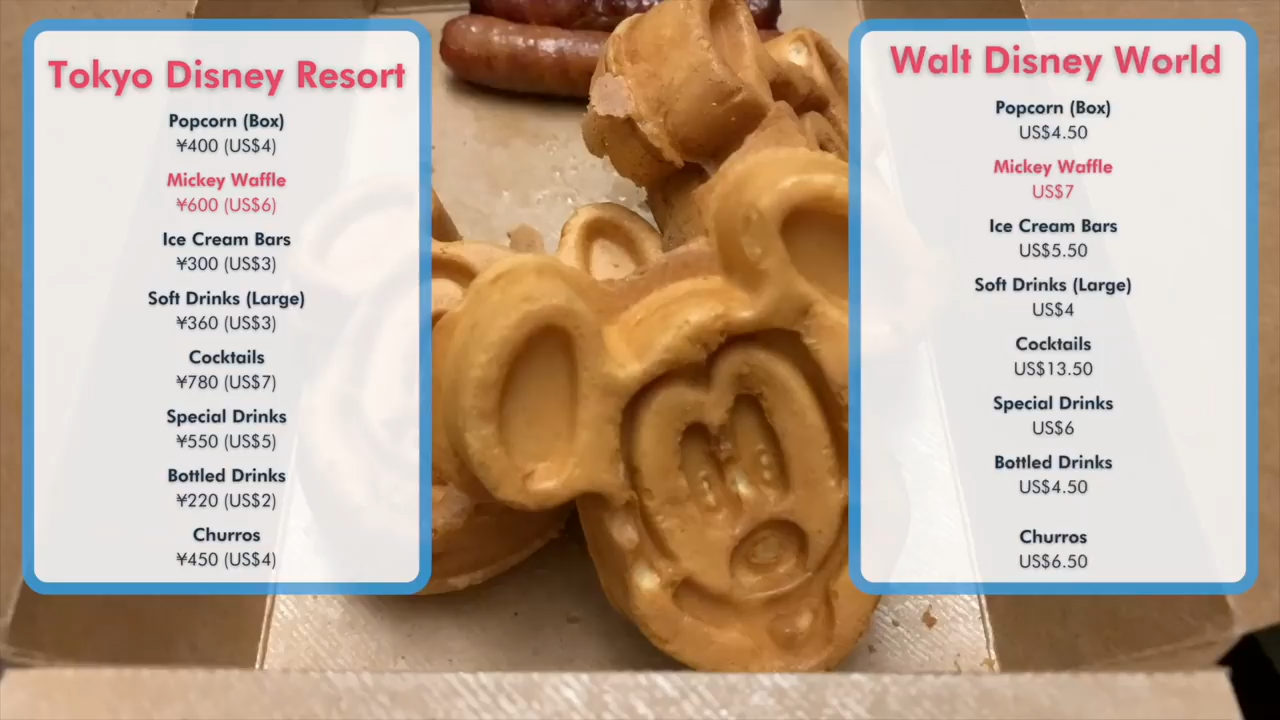 Tokyo Disney Resort
Popcorn (Box)
¥400 (US$4)
Mickey Waffle
¥600 (US$6)
Ice Cream Bars
¥300 (US$3)
Soft Drinks (Large)
¥360 (US$3)
Cocktails
¥780 (US$7)
Special Drinks
¥550 (US$5)
Bottled Drinks
¥220 (US$2)
Churros
¥450 (US$4)
Walt Disney World
Popcorn (Box)
US$4.50
Mickey Waffle
US$7
Ice Cream Bars
US$5.50
Soft Drinks (Large)
US$4
Cocktails
US$13.50
Special Drinks
US$6
Bottled Drinks
US$4.50
Churros
US$6.50